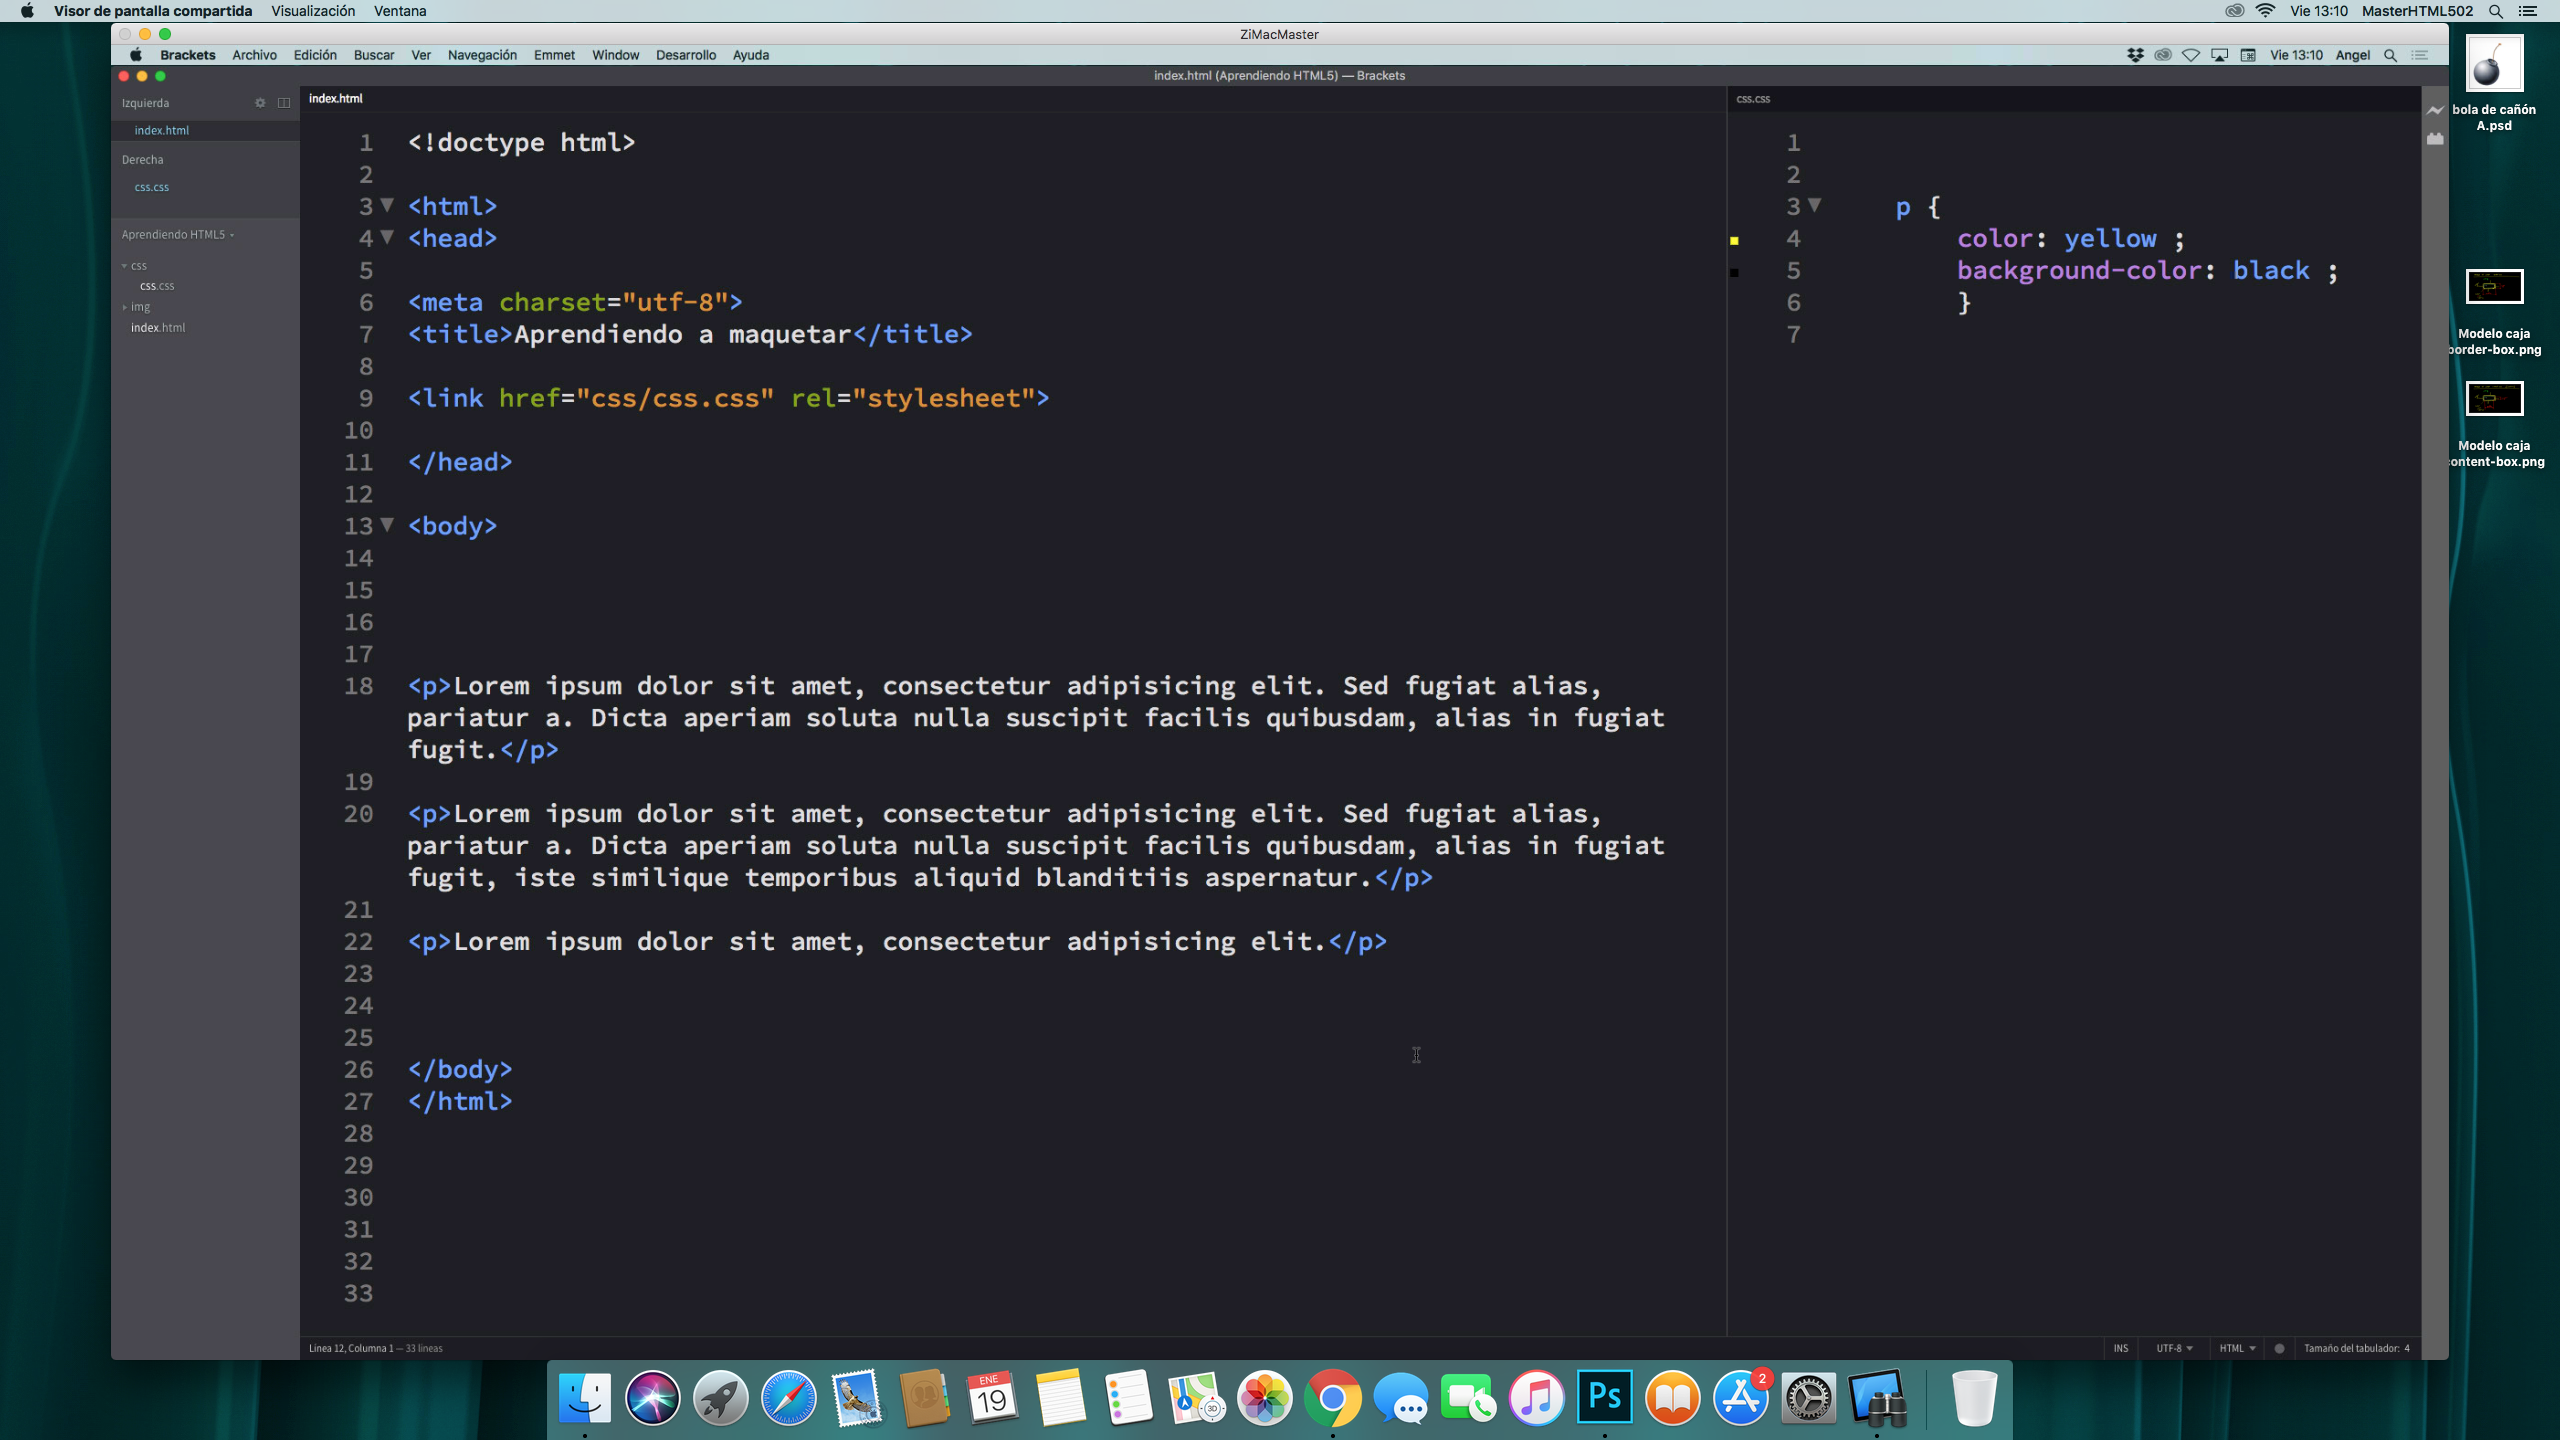 Visor de pantalla compartida Visualización Ventana Vie 13:10 MasterHTML502
ZiMacMaster
Brackets Archivo Edición Buscar Ver Navegación Emmet Window Desarrollo Ayuda Vie 13:10 Angel
index.html (Aprendiendo HTML5) — Brackets
Izquierda
index.html
Derecha
css.css
Aprendiendo HTML5
css
css.css
img
index.html
index.html
1 <!doctype html>
2
3 <html>
4 <head>
5
6 <meta charset="utf-8">
7 <title>Aprendiendo a maquetar</title>
8
9 <link href="css/css.css" rel="stylesheet">
10
11 </head>
12
13 <body>
14
15
16
17
18 <p>Lorem ipsum dolor sit amet, consectetur adipisicing elit. Sed fugiat alias,
pariatur a. Dicta aperiam soluta nulla suscipit facilis quibusdam, alias in fugiat
fugit.</p>
19
20 <p>Lorem ipsum dolor sit amet, consectetur adipisicing elit. Sed fugiat alias,
pariatur a. Dicta aperiam soluta nulla suscipit facilis quibusdam, alias in fugiat
fugit, iste similique temporibus aliquid blanditiis aspernatur.</p>
21
22 <p>Lorem ipsum dolor sit amet, consectetur adipisicing elit.</p>
23
24
25
26 </body>
27 </html>
28
29
30
31
32
33
css.css
1
2
3 p {
4 color: yellow ;
5 background-color: black ;
6 }
7
bola de cañón
A.psd
Modelo caja
border-box.png
Modelo caja
ontent-box.png
Línea 12, Columna 1 — 33 líneas
INS UTF-8 HTML Tamaño del tabulador: 4
ENE
19
3D
Ps
2